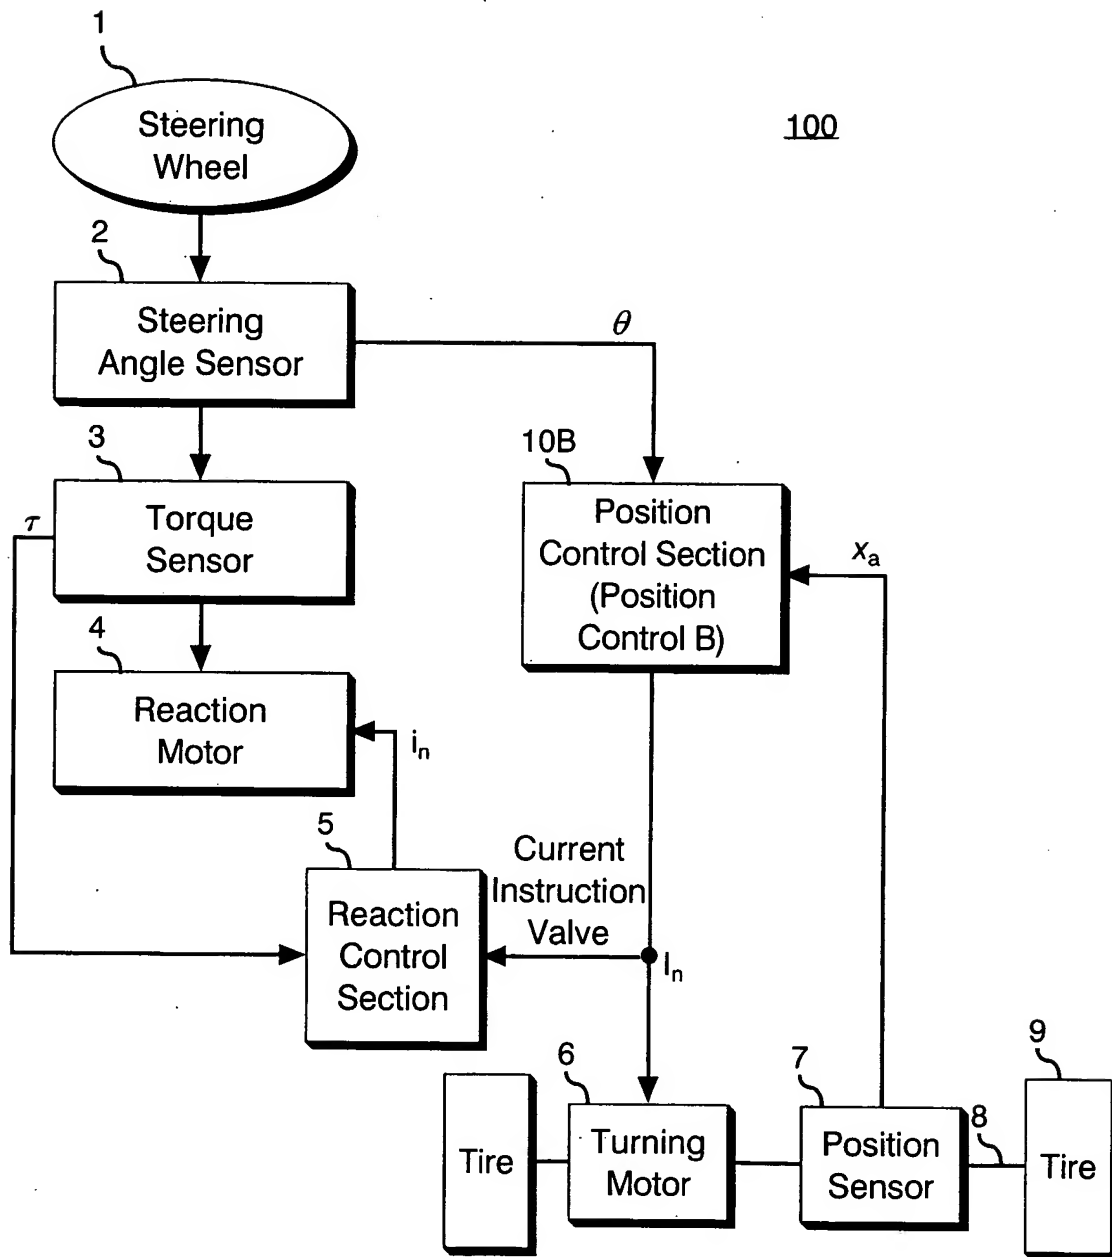 1
Steering
Wheel
100
2
Steering
Angle Sensor
θ
3
Torque
Sensor
τ
10B
Position
Control Section
(Position
Control B)
xa
4
Reaction
Motor
in
5
Reaction
Control
Section
Current
Instruction
Valve
In
6
Turning
Motor
7
Position
Sensor
8
9
Tire
Tire